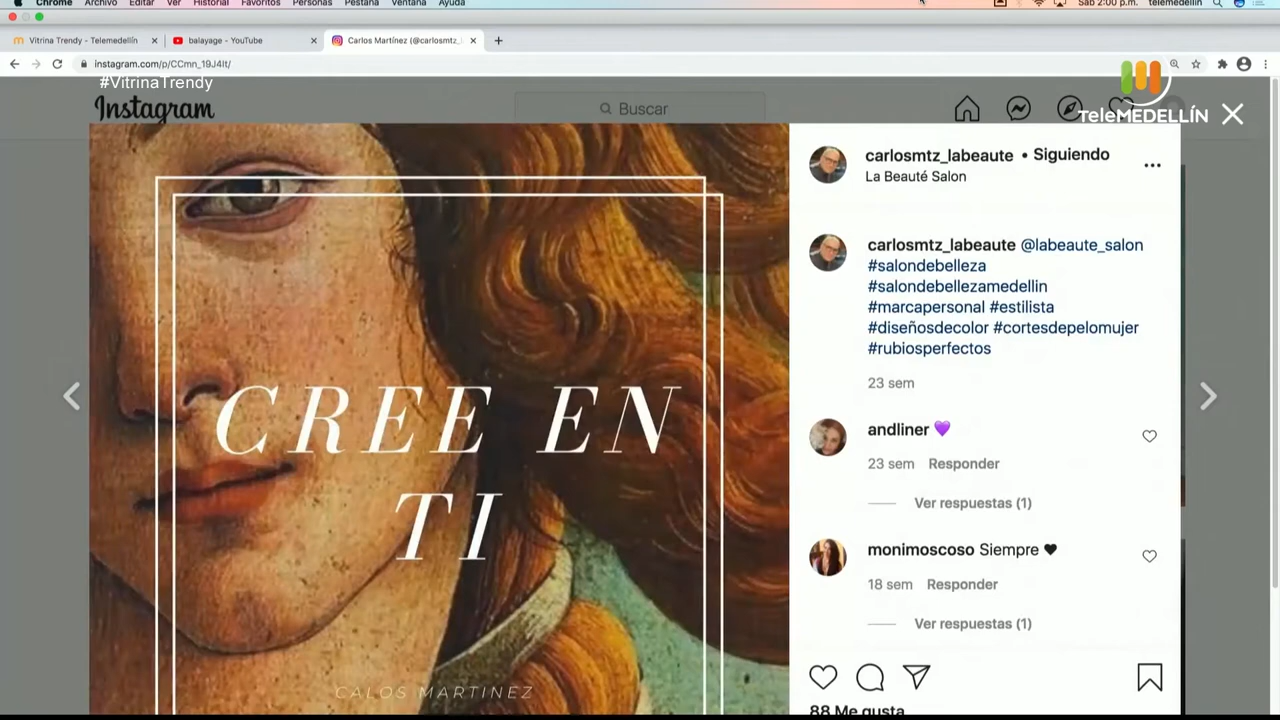 Chrome Archivo Editar Ver Historial Favoritos Personas Pestaña Ventana Ayuda
Sáb 2:00 p.m. telemedellin
Vitrina Trendy - Telemedellín
balayage - YouTube
Carlos Martínez (@carlosmtz_
instagram.com/p/CCmn_19J4lt/
#VitrinaTrendy
Instagram
Buscar
TeleMEDELLÍN
carlosmtz_labeaute • Siguiendo
La Beauté Salon
carlosmtz_labeaute @labeaute_salon
#salondebelleza
#salondebellezamedellin
#marcapersonal #estilista
#diseñosdecolor #cortesdepelomujer
#rubiosperfectos
23 sem
andliner 💜
23 sem Responder
Ver respuestas (1)
monimoscoso Siempre 🖤
18 sem Responder
Ver respuestas (1)
88 Me gusta
CREE EN
TI
CALOS MARTINEZ